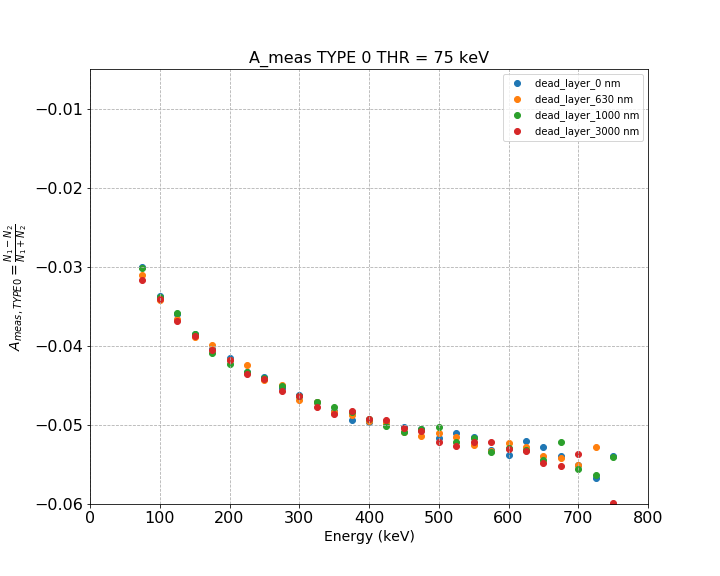 A_meas TYPE 0 THR = 75 keV
dead_layer_0 nm
dead_layer_630 nm
dead_layer_1000 nm
dead_layer_3000 nm
−0.01
−0.02
−0.03
−0.04
−0.05
−0.06
A_{meas, TYPE0} = \frac{N_1 − N_2}{N_1 + N_2}
0 100 200 300 400 500 600 700 800
Energy (keV)